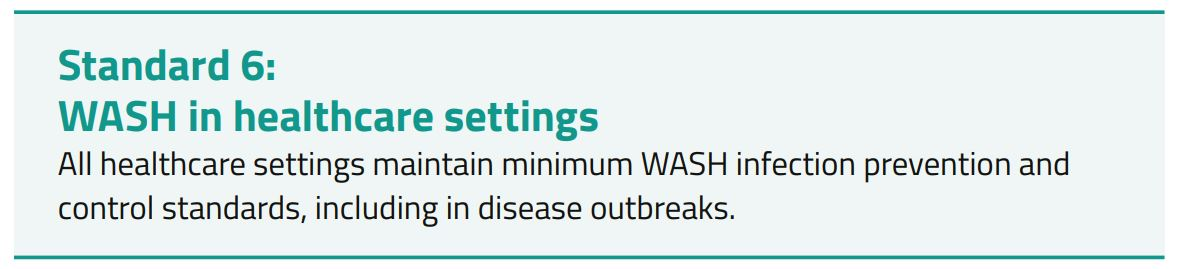 Standard 6:
WASH in healthcare settings
All healthcare settings maintain minimum WASH infection prevention and
control standards, including in disease outbreaks.